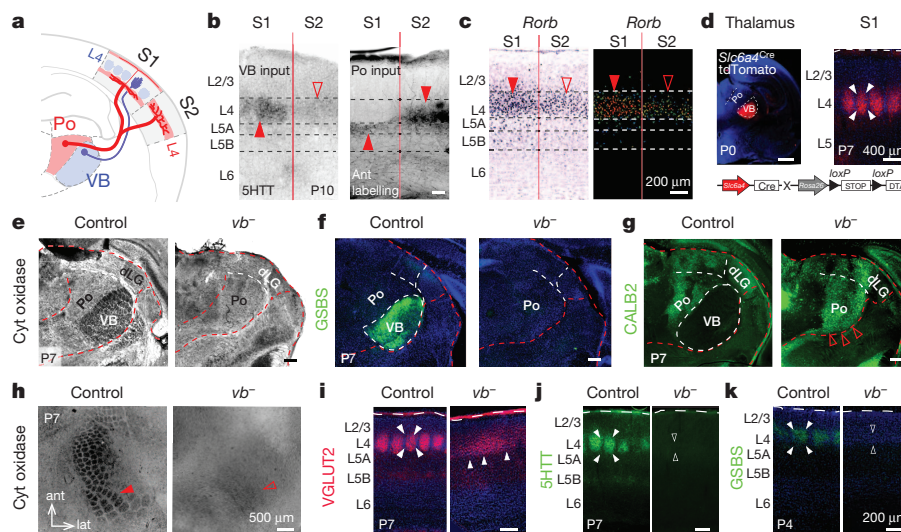 a
S1
S2
L4
Po
VB
L4
b
S1 S2
VB input
Po input
L2/3
L4
L5A
L5B
L6
5HTT
P10
Ant labelling
c
Rorb Rorb
S1 S2 S1 S2
L2/3
L4
L5A
L5B
L6
200 μm
d
Thalamus
Slc6a4Cre
tdTomato
Po
VB
P0
S1
L2/3
L4
L5
P7
400 μm
Slc6a4
Cre
X
Rosa26
loxP
STOP
loxP
e
Control vb–
Cyt oxidase
Po
dLG
VB
P7
Po
dLG
f
Control vb–
GSBS
Po
VB
P7
Po
g
Control vb–
CALB2
Po
dLG
VB
P7
Po
dLG
h
Control vb–
Cyt oxidase
P7
ant
lat
500 μm
i
Control vb–
VGLUT2
L2/3
L4
L5A
L5B
L6
P7
j
Control vb–
5HTT
L2/3
L4
L5A
L5B
L6
P7
k
Control vb–
GSBS
L2/3
L4
L5A
L5B
L6
P4
200 μm